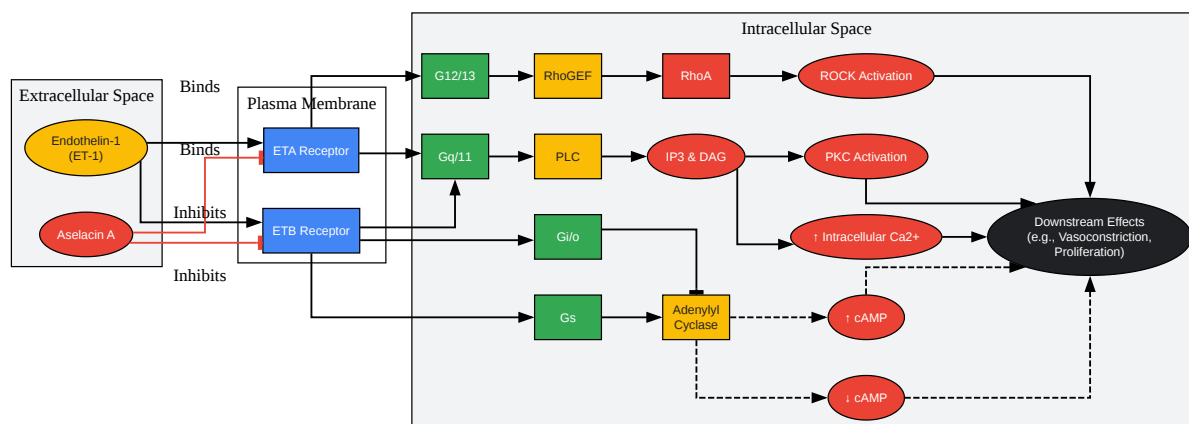 Intracellular Space
Extracellular Space
Binds
Plasma Membrane
G12/13
RhoGEF
RhoA
ROCK Activation
Endothelin-1
(ET-1)
Binds
ETA Receptor
Gq/11
PLC
IP3 & DAG
PKC Activation
Aselacin A
Inhibits
ETB Receptor
Gi/o
↑ Intracellular Ca2+
Downstream Effects
(e.g., Vasoconstriction,
Proliferation)
Inhibits
Gs
Adenylyl
Cyclase
↑ cAMP
↓ cAMP